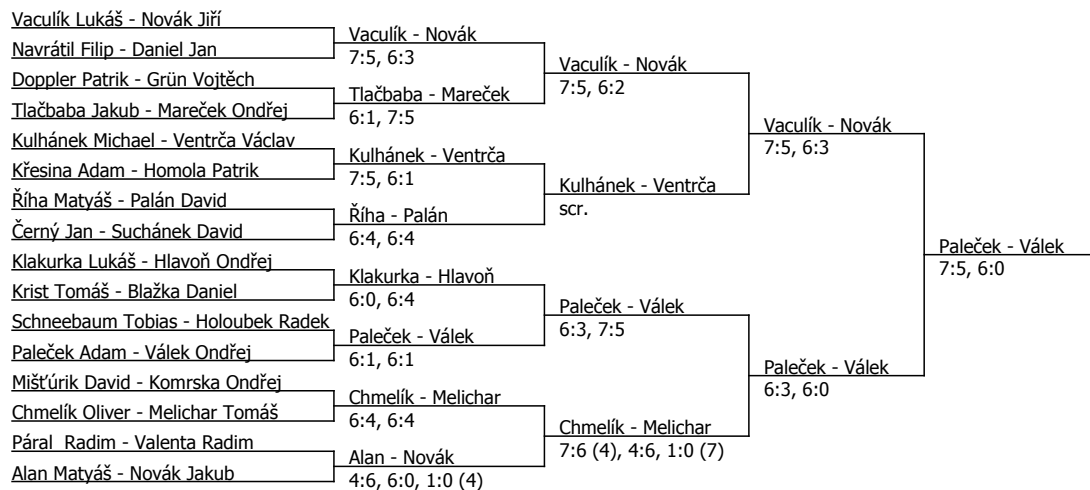 Vaculík Lukáš - Novák Jiří
Navrátil Filip - Daniel Jan
Doppler Patrik - Grün Vojtěch
Tlačbaba Jakub - Mareček Ondřej
Kulhánek Michael - Ventrča Václav
Křesina Adam - Homola Patrik
Říha Matyáš - Palán David
Černý Jan - Suchánek David
Klakurka Lukáš - Hlavoň Ondřej
Krist Tomáš - Blažka Daniel
Schneebaum Tobias - Holoubek Radek
Paleček Adam - Válek Ondřej
Mišťúrik David - Komrska Ondřej
Chmelík Oliver - Melichar Tomáš
Páral  Radim - Valenta Radim
Alan Matyáš - Novák Jakub
Vaculík - Novák
7:5, 6:3
Tlačbaba - Mareček
6:1, 7:5
Kulhánek - Ventrča
7:5, 6:1
Říha - Palán
6:4, 6:4
Klakurka - Hlavoň
6:0, 6:4
Paleček - Válek
6:1, 6:1
Chmelík - Melichar
6:4, 6:4
Alan - Novák
4:6, 6:0, 1:0 (4)
Vaculík - Novák
7:5, 6:2
Kulhánek - Ventrča
scr.
Paleček - Válek
6:3, 7:5
Chmelík - Melichar
7:6 (4), 4:6, 1:0 (7)
Vaculík - Novák
7:5, 6:3
Paleček - Válek
6:3, 6:0
Paleček - Válek
7:5, 6:0